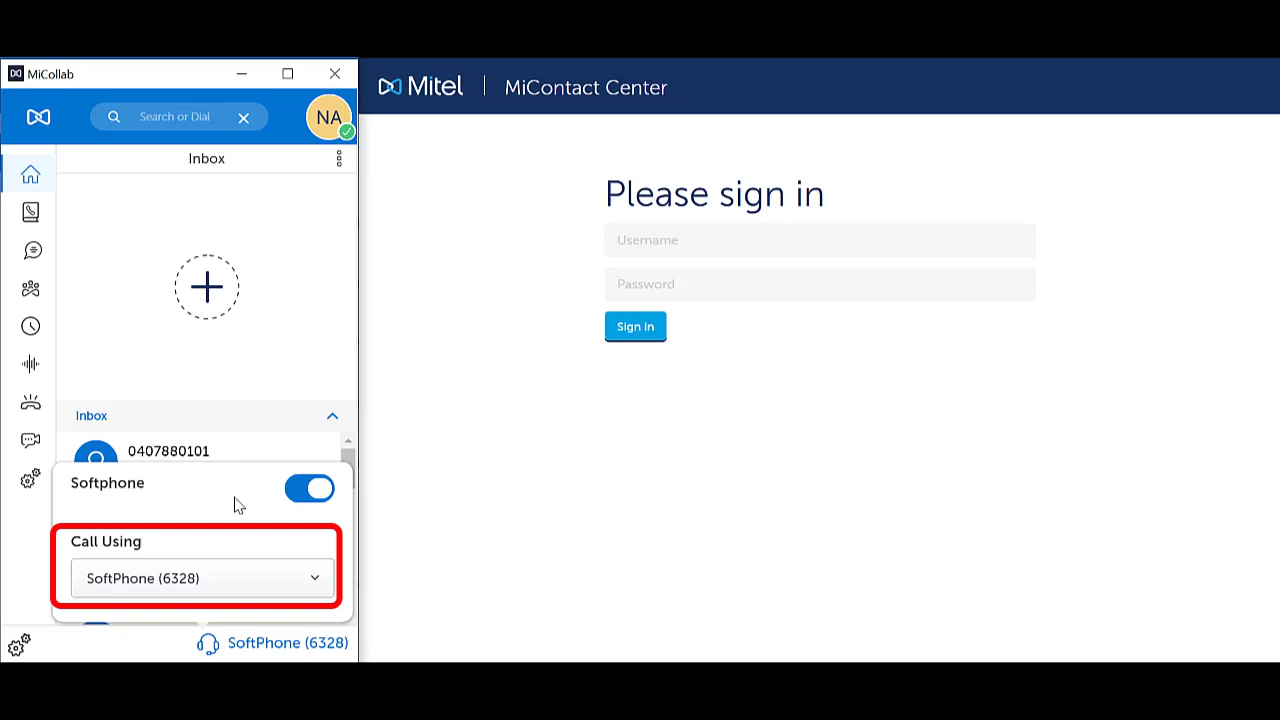 MiCollab
Search or Dial
NA
Inbox
Inbox
0407880101
Softphone
Call Using
SoftPhone (6328)
SoftPhone (6328)
Mitel | MiContact Center
Please sign in
Username
Password
Sign in